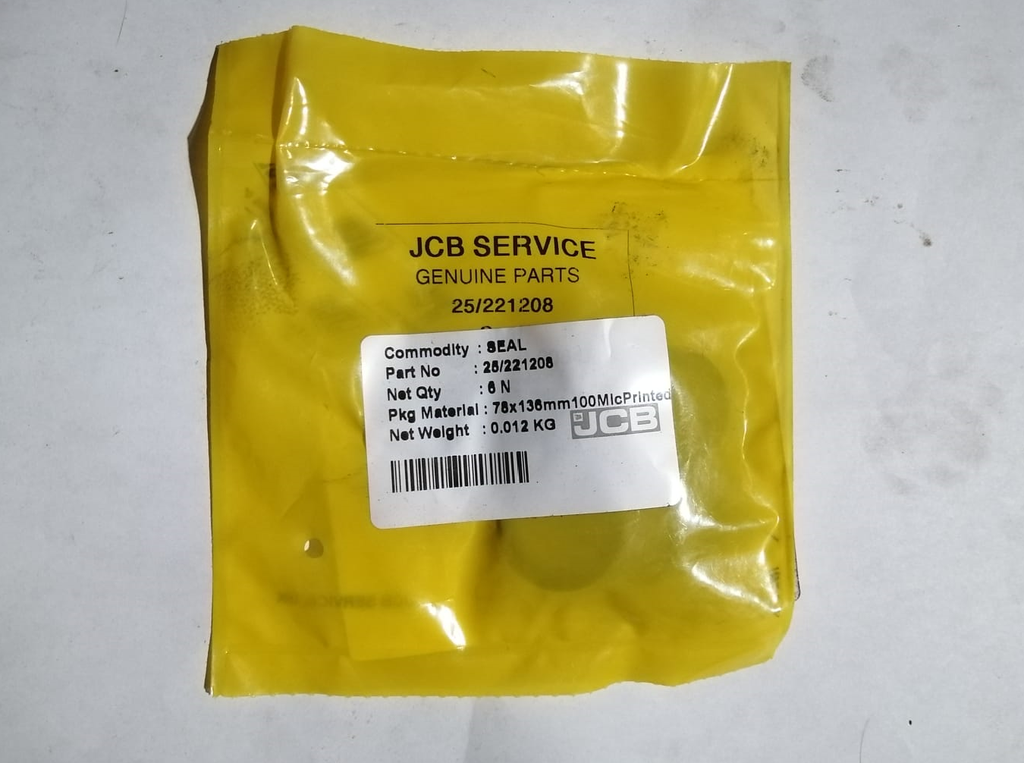 JCB SERVICE
GENUINE PARTS
25/221208
Commodity : SEAL
Part No : 25/221208
Net Qty : 6 N
Pkg Material : 76x136mm100MicPrinted
Net Weight : 0.012 KG
JCB